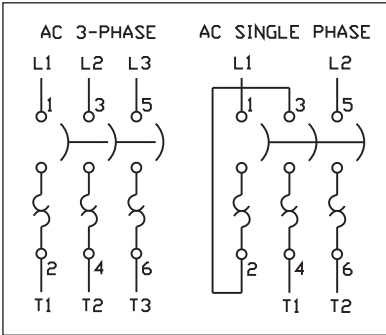 AC 3-PHASE AC SINGLE PHASE
L1 L2 L3 L1 L2
1 3 5 1 3 5
2 4 6 2 4 6
T1 T2 T3 T1 T2